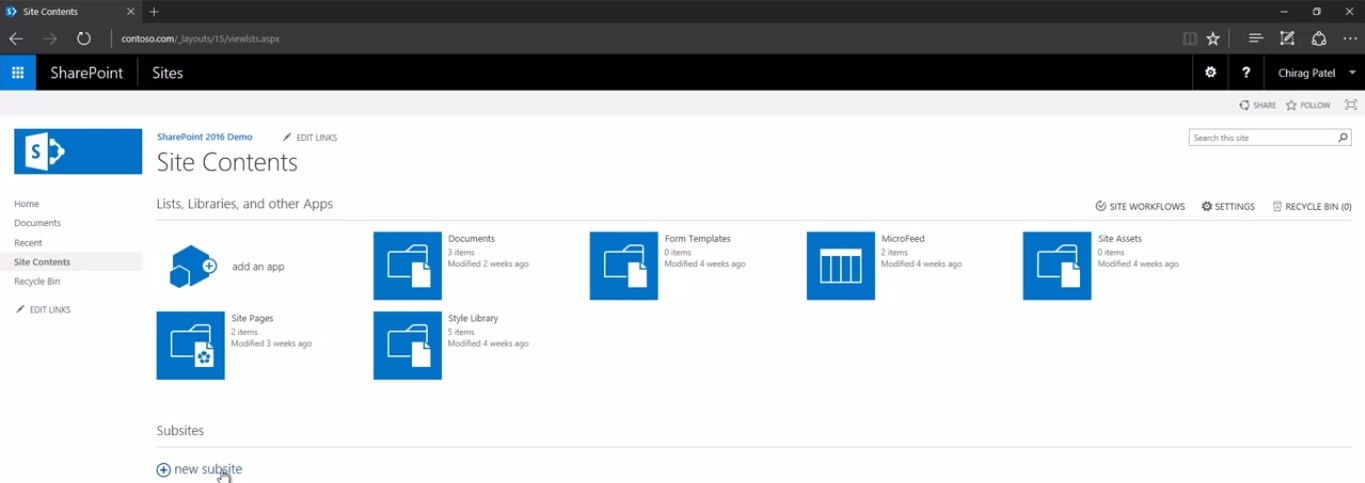 Site Contents
contoso.com/_layouts/15/viewlsts.aspx
SharePoint Sites ? Chirag Patel
SHARE FOLLOW
S
SharePoint 2016 Demo EDIT LINKS
Search this site
Site Contents
Home
Documents
Recent
Site Contents
Recycle Bin
EDIT LINKS
Lists, Libraries, and other Apps
SITE WORKFLOWS SETTINGS RECYCLE BIN (0)
add an app
Documents
3 items
Modified 2 weeks ago
Form Templates
0 items
Modified 4 weeks ago
MicroFeed
2 items
Modified 4 weeks ago
Site Assets
0 items
Modified 4 weeks ago
Site Pages
2 items
Modified 3 weeks ago
Style Library
5 items
Modified 4 weeks ago
Subsites
new subsite